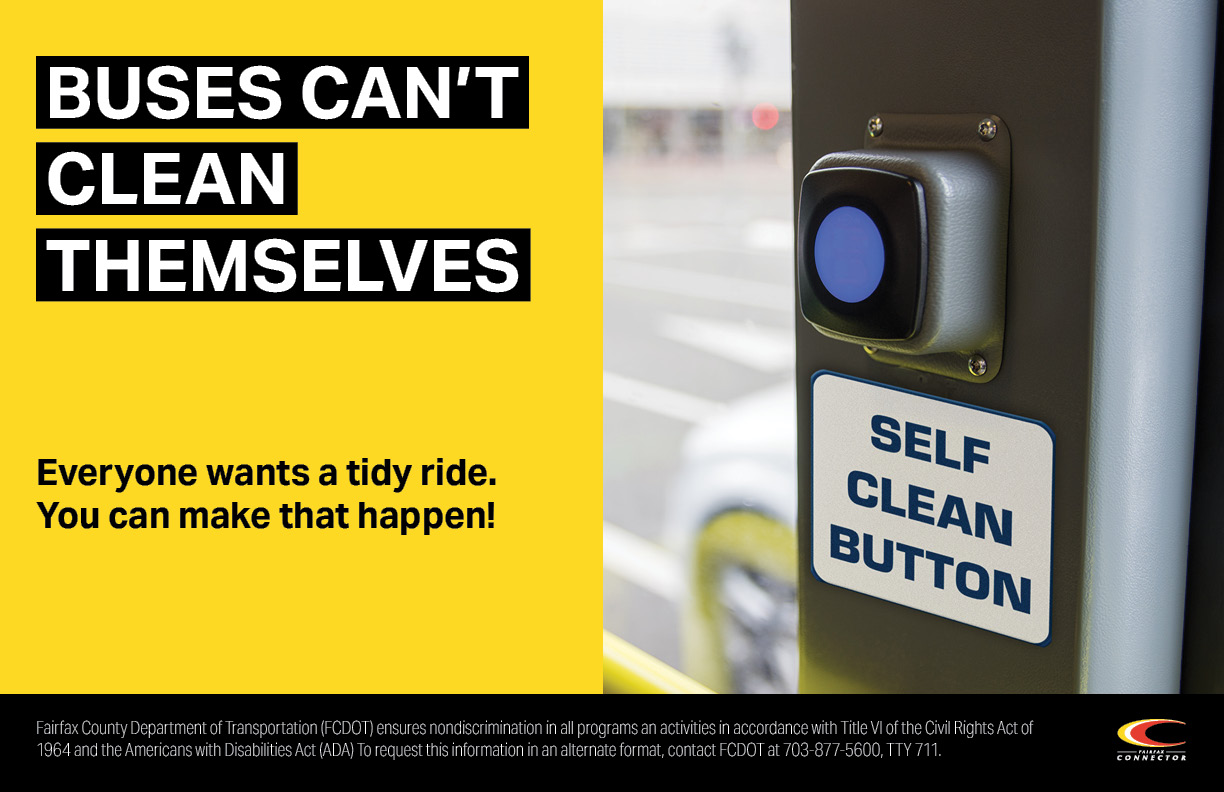 BUSES CAN'T
CLEAN
THEMSELVES
Everyone wants a tidy ride.
You can make that happen!
SELF
CLEAN
BUTTON
Fairfax County Department of Transportation (FCDOT) ensures nondiscrimination in all programs an activities in accordance with Title VI of the Civil Rights Act of
1964 and the Americans with Disabilities Act (ADA) To request this information in an alternate format, contact FCDOT at 703-877-5600, TTY 711.
FAIRFAX
CONNECTOR